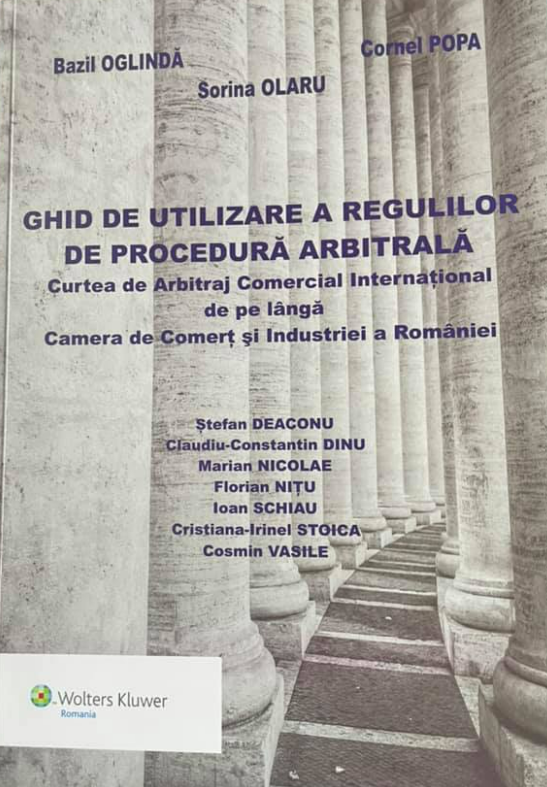 Bazil OGLINDĂ
Cornel POPA
Sorina OLARU
GHID DE UTILIZARE A REGULILOR
DE PROCEDURĂ ARBITRALĂ
Curtea de Arbitraj Comercial Internațional
de pe lângă
Camera de Comerț și Industriei a României
Ștefan DEACONU
Claudiu-Constantin DINU
Marian NICOLAE
Florian NIȚU
Ioan SCHIAU
Cristiana-Irinel STOICA
Cosmin VASILE
Wolters Kluwer
Romania